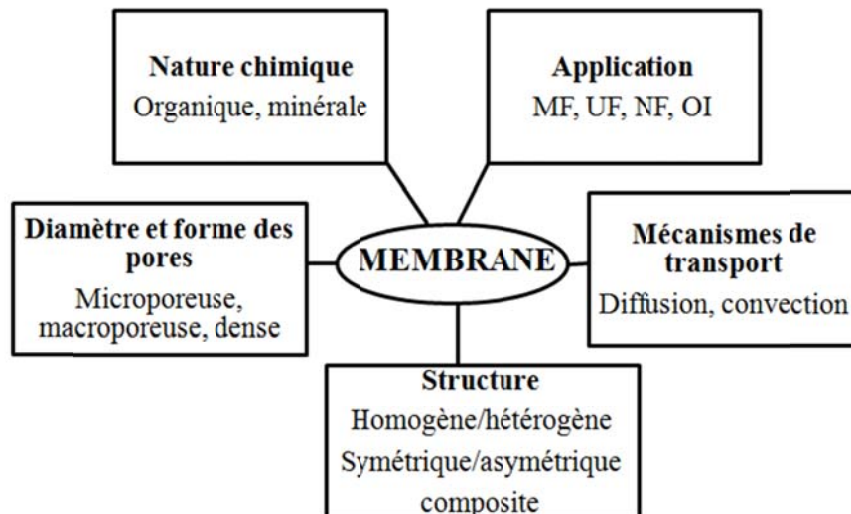 Nature chimique
Organique, minérale
Application
MF, UF, NF, OI
Diamètre et forme des
pores
Microporeuse,
macroporeuse, dense
MEMBRANE
Mécanismes de
transport
Diffusion, convection
Structure
Homogène/hétérogène
Symétrique/asymétrique
composite